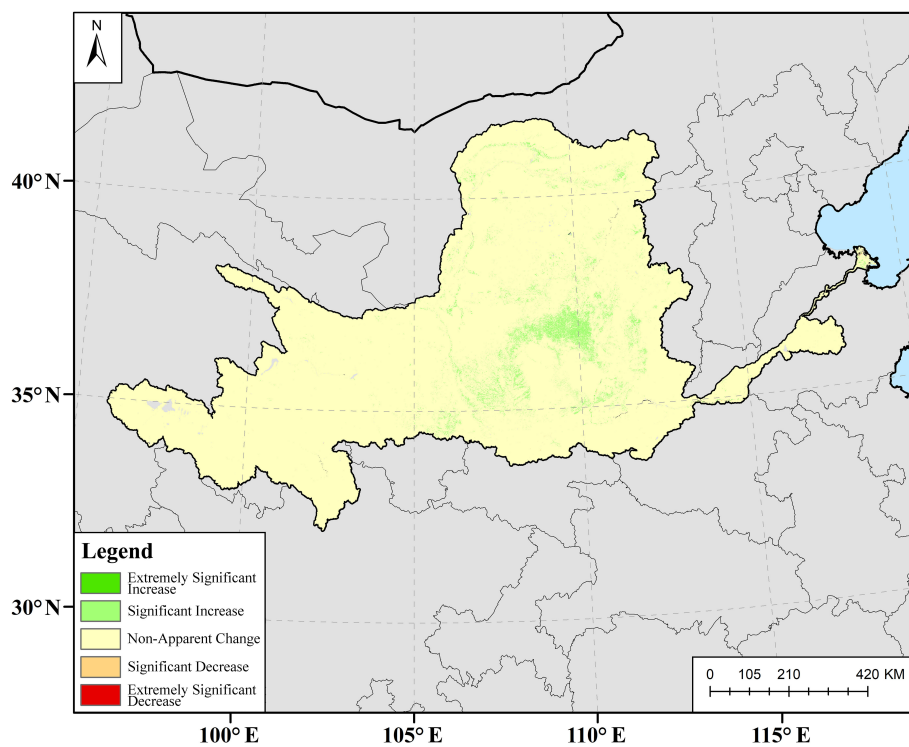 N
40° N
35° N
30° N
Legend
Extremely Significant
Increase
Significant Increase
Non-Apparent Change
Significant Decrease
Extremely Significant
Decrease
0 105 210 420 KM
100° E 105° E 110° E 115° E